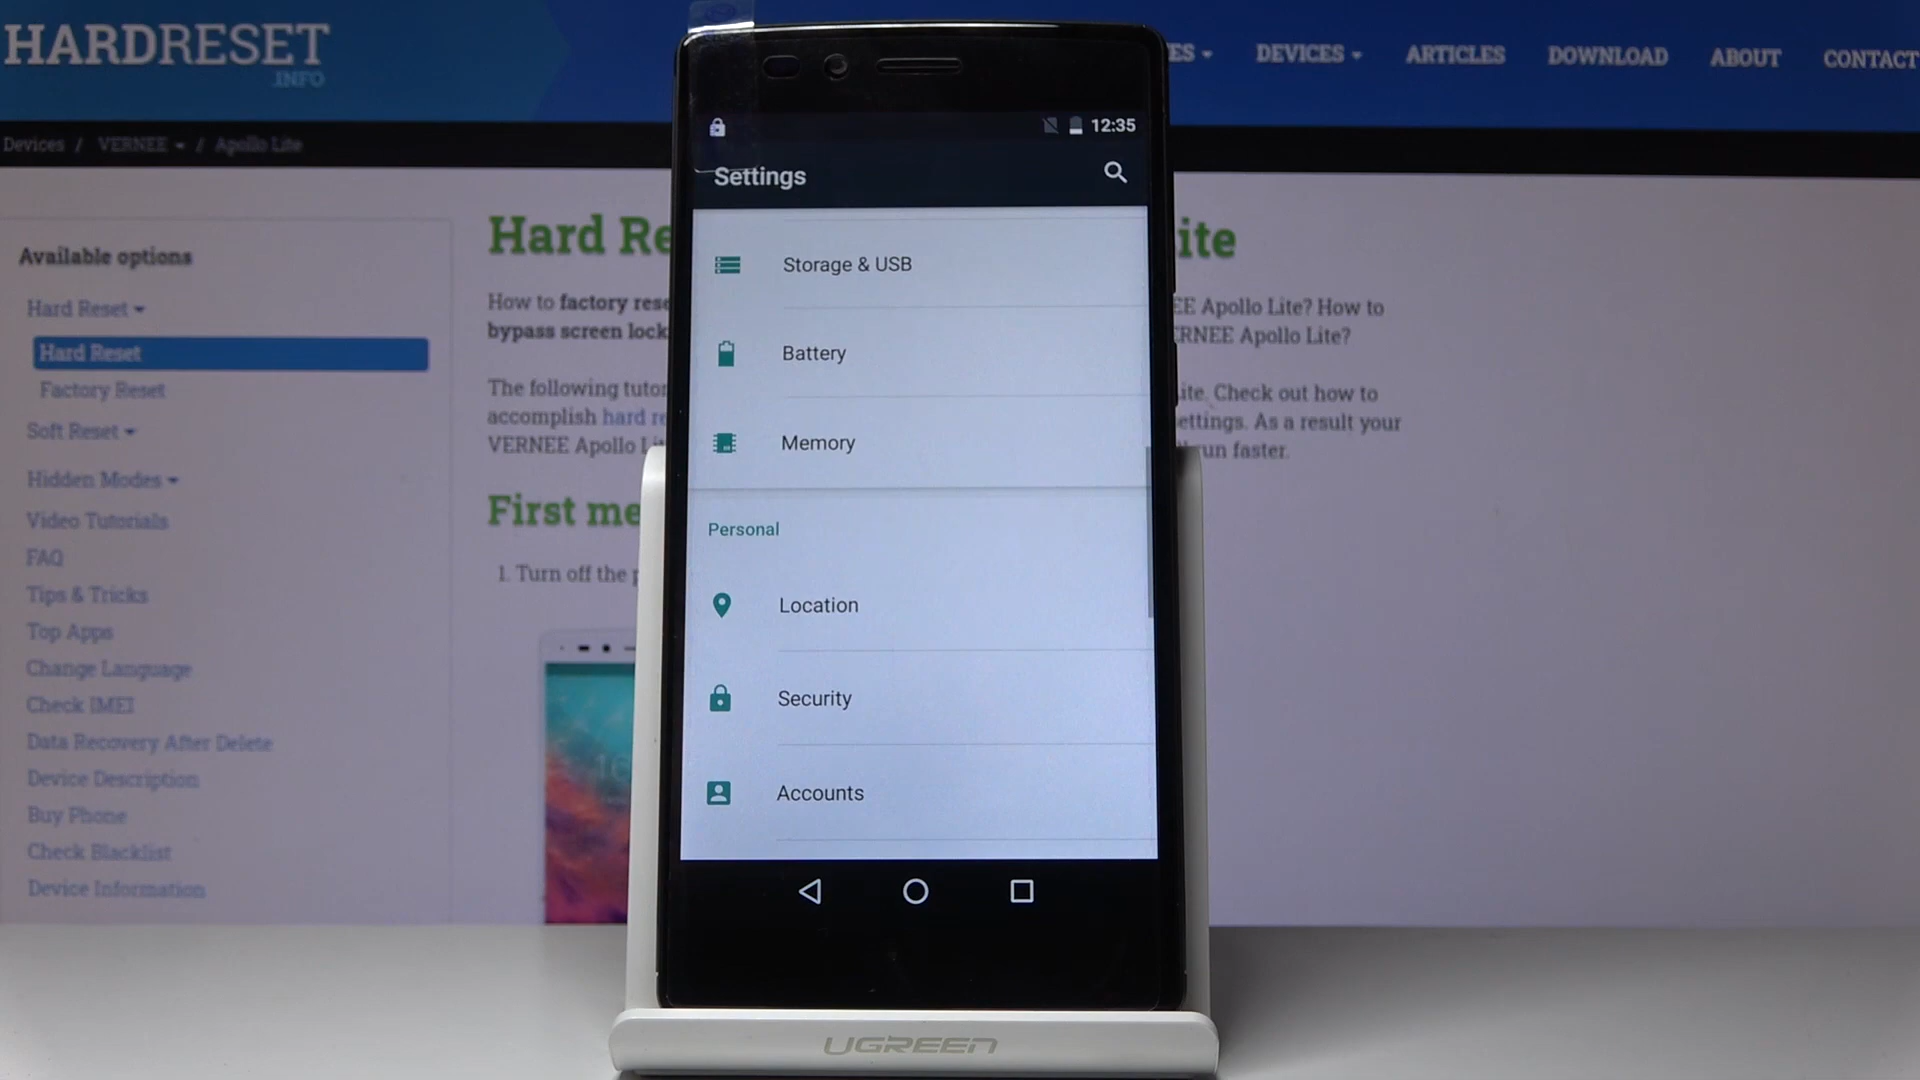 HARDRESET
.INFO
ES
DEVICES
ARTICLES
DOWNLOAD
ABOUT
CONTACT
Devices / VERNEE / Apollo Lite
Available options
Hard Reset
Hard Reset
Factory Reset
Soft Reset
Hidden Modes
Video Tutorials
FAQ
Tips & Tricks
Top Apps
Change Language
Check IMEI
Data Recovery After Delete
Device Description
Buy Phone
Check Blacklist
Device Information
Hard Re
ite
How to factory rese
EE Apollo Lite? How to
bypass screen lock
ERNEE Apollo Lite?
The following tutor
ite. Check out how to
accomplish hard re
ettings. As a result your
VERNEE Apollo Li
un faster.
First me
1. Turn off the p
12:35
Settings
Storage & USB
Battery
Memory
Personal
Location
Security
Accounts
UGREEN